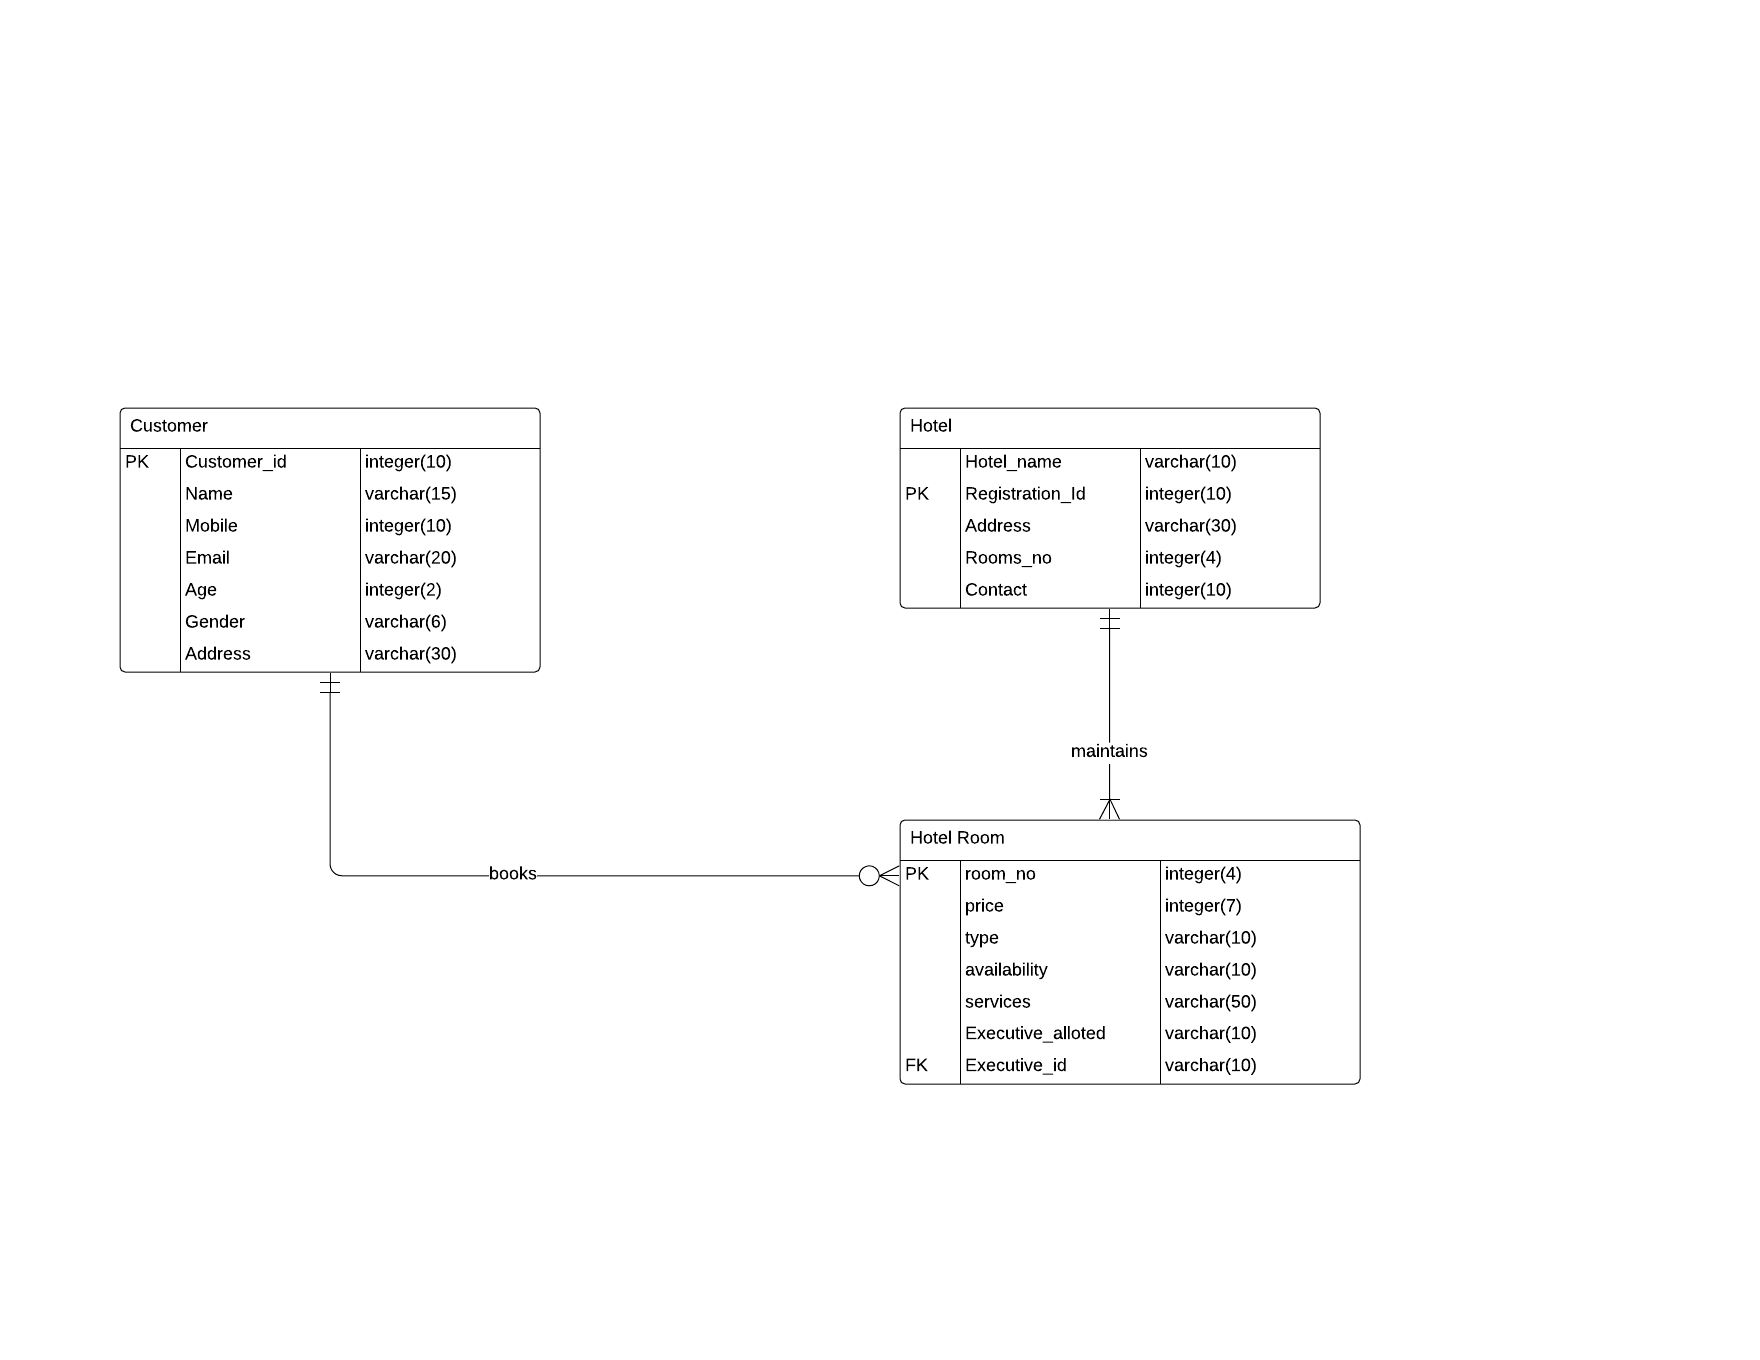 Customer
PK Customer_id integer(10)
Name varchar(15)
Mobile integer(10)
Email varchar(20)
Age integer(2)
Gender varchar(6)
Address varchar(30)
Hotel
Hotel_name varchar(10)
PK Registration_Id integer(10)
Address varchar(30)
Rooms_no integer(4)
Contact integer(10)
maintains
books
Hotel Room
PK room_no integer(4)
price integer(7)
type varchar(10)
availability varchar(10)
services varchar(50)
Executive_alloted varchar(10)
FK Executive_id varchar(10)